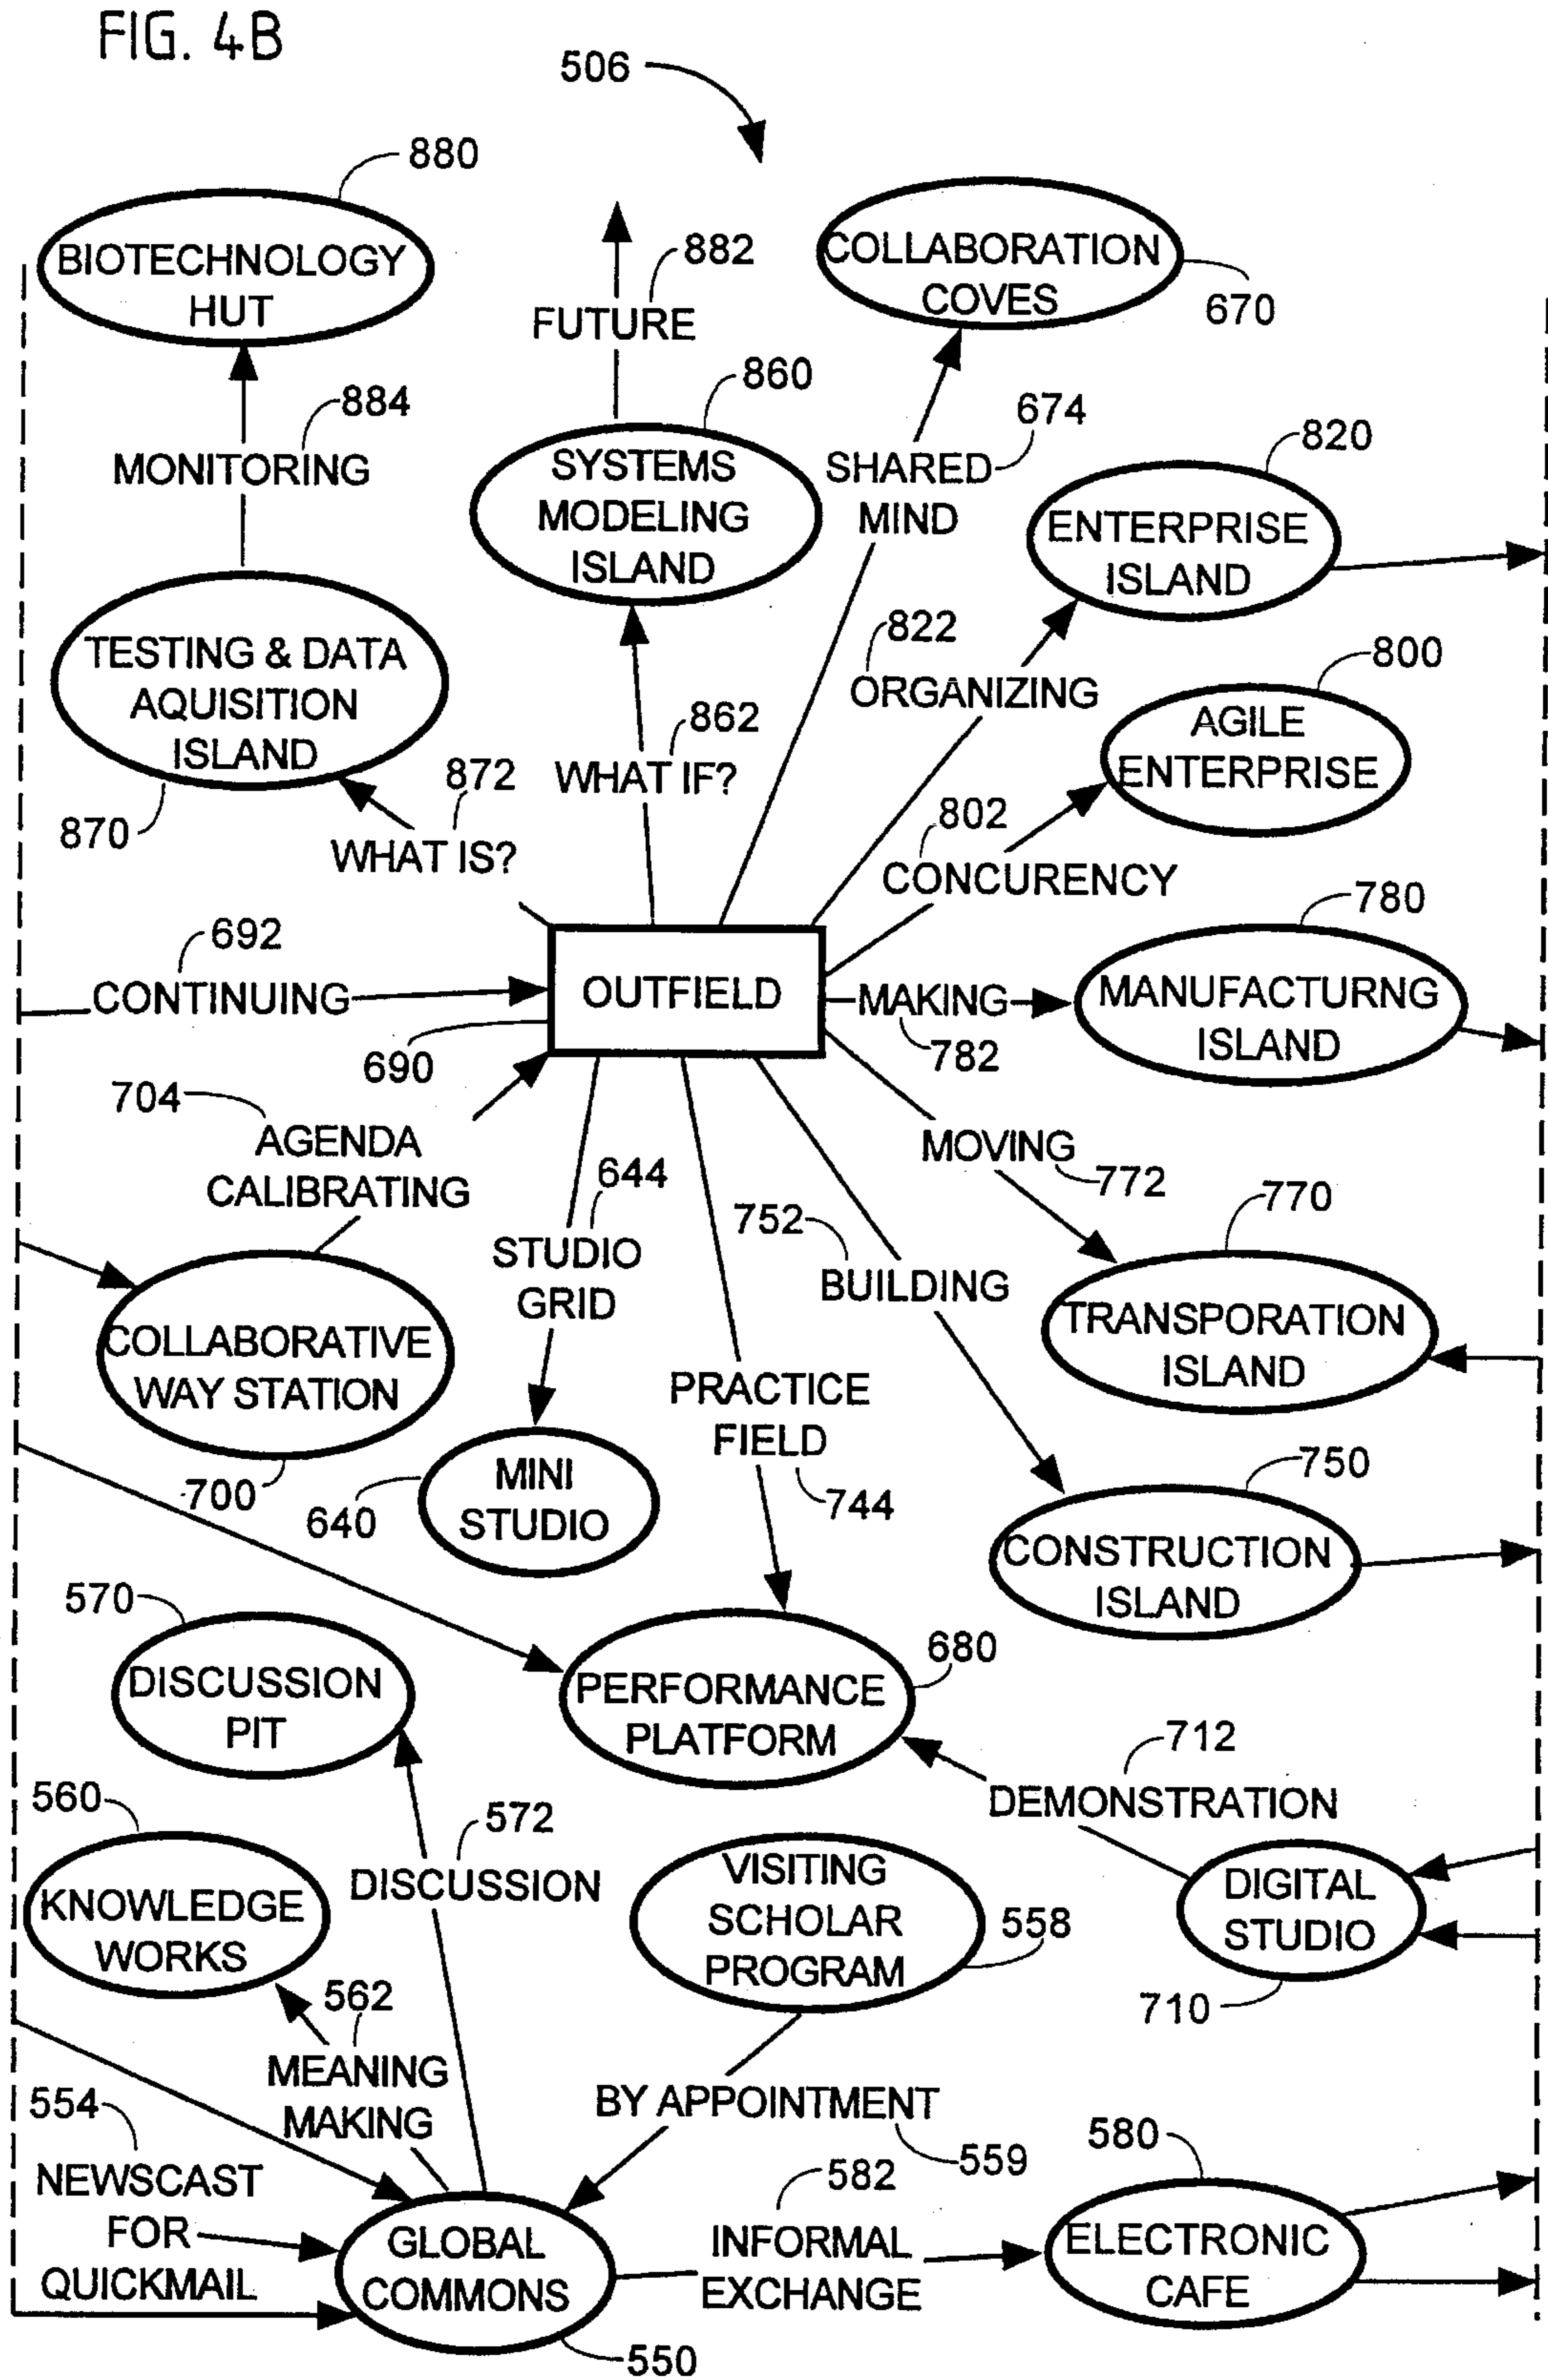 FIG. 4B
506
880
BIOTECHNOLOGY
HUT
882
FUTURE
COLLABORATION
COVES
670
884
MONITORING
860
SYSTEMS
MODELING
ISLAND
674
SHARED
MIND
820
ENTERPRISE
ISLAND
TESTING & DATA
AQUISITION
ISLAND
870
872
WHAT IS?
862
WHAT IF?
822
ORGANIZING
800
AGILE
ENTERPRISE
802
CONCURENCY
692
CONTINUING
OUTFIELD
690
MAKING
782
780
MANUFACTURNG
ISLAND
704
AGENDA
CALIBRATING
644
STUDIO
GRID
752
BUILDING
MOVING
772
770
TRANSPORATION
ISLAND
COLLABORATIVE
WAY STATION
700
640
MINI
STUDIO
PRACTICE
FIELD
744
750
CONSTRUCTION
ISLAND
570
DISCUSSION
PIT
680
PERFORMANCE
PLATFORM
712
DEMONSTRATION
560
KNOWLEDGE
WORKS
572
DISCUSSION
VISITING
SCHOLAR
PROGRAM
558
DIGITAL
STUDIO
710
562
MEANING
MAKING
BY APPOINTMENT
559
554
NEWSCAST
FOR
QUICKMAIL
GLOBAL
COMMONS
550
582
INFORMAL
EXCHANGE
580
ELECTRONIC
CAFE